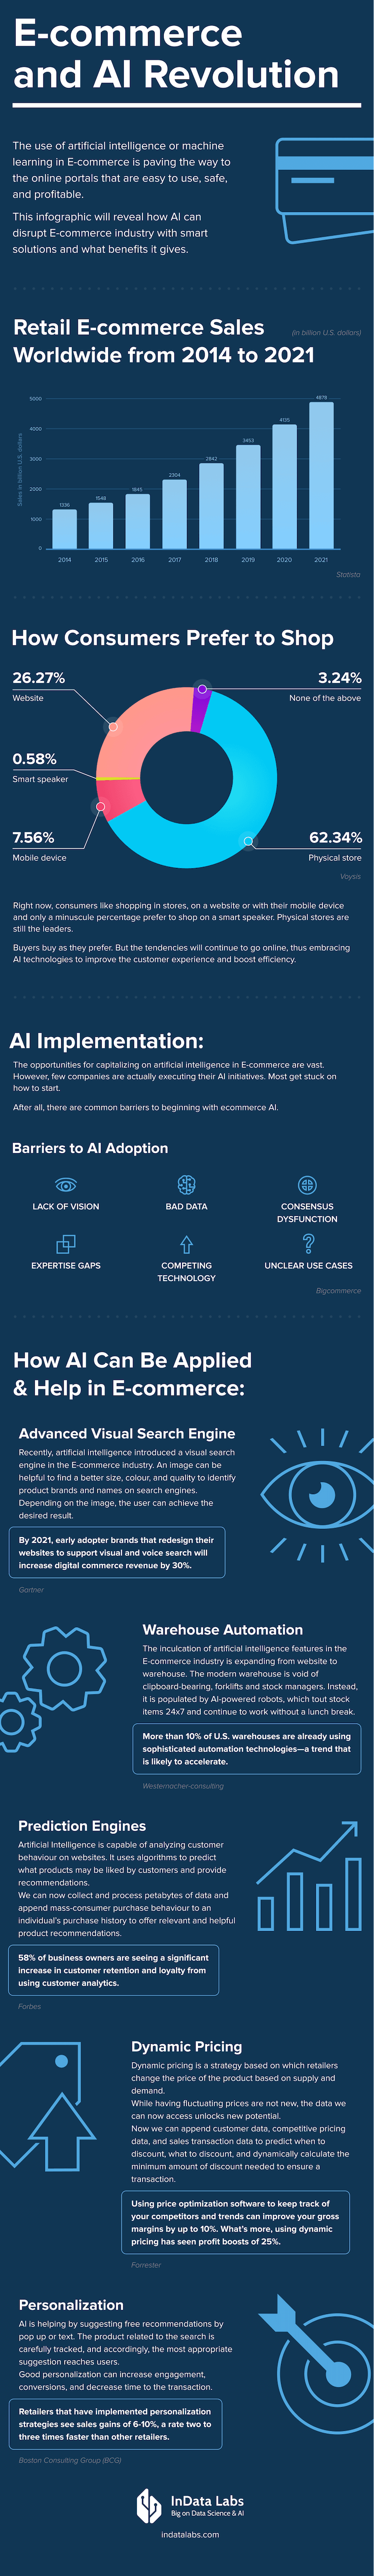 E-commerce
and AI Revolution
The use of artificial intelligence or machine
learning in E-commerce is paving the way to
the online portals that are easy to use, safe,
and profitable.
This infographic will reveal how AI can
disrupt E-commerce industry with smart
solutions and what benefits it gives.
Retail E-commerce Sales
(in billion U.S. dollars)
Worldwide from 2014 to 2021
Sales in billion U.S. dollars
5000
4000
3000
2000
1000
0
1336
1548
1845
2304
2842
3453
4135
4878
2014
2015
2016
2017
2018
2019
2020
2021
Statista
How Consumers Prefer to Shop
26.27%
Website
3.24%
None of the above
0.58%
Smart speaker
7.56%
Mobile device
62.34%
Physical store
Voysis
Right now, consumers like shopping in stores, on a website or with their mobile device
and only a minuscule percentage prefer to shop on a smart speaker. Physical stores are
still the leaders.
Buyers buy as they prefer. But the tendencies will continue to go online, thus embracing
AI technologies to improve the customer experience and boost efficiency.
AI Implementation:
The opportunities for capitalizing on artificial intelligence in E-commerce are vast.
However, few companies are actually executing their AI initiatives. Most get stuck on
how to start.
After all, there are common barriers to beginning with ecommerce AI.
Barriers to AI Adoption
LACK OF VISION
BAD DATA
CONSENSUS
DYSFUNCTION
EXPERTISE GAPS
COMPETING
TECHNOLOGY
UNCLEAR USE CASES
Bigcommerce
How AI Can Be Applied
& Help in E-commerce:
Advanced Visual Search Engine
Recently, artificial intelligence introduced a visual search
engine in the E-commerce industry. An image can be
helpful to find a better size, colour, and quality to identify
product brands and names on search engines.
Depending on the image, the user can achieve the
desired result.
By 2021, early adopter brands that redesign their
websites to support visual and voice search will
increase digital commerce revenue by 30%.
Gartner
Warehouse Automation
The inculcation of artificial intelligence features in the
E-commerce industry is expanding from website to
warehouse. The modern warehouse is void of
clipboard-bearing, forklifts and stock managers. Instead,
it is populated by AI-powered robots, which tout stock
items 24x7 and continue to work without a lunch break.
More than 10% of U.S. warehouses are already using
sophisticated automation technologies—a trend that
is likely to accelerate.
Westernacher-consulting
Prediction Engines
Artificial Intelligence is capable of analyzing customer
behaviour on websites. It uses algorithms to predict
what products may be liked by customers and provide
recommendations.
We can now collect and process petabytes of data and
append mass-consumer purchase behaviour to an
individual's purchase history to offer relevant and helpful
product recommendations.
58% of business owners are seeing a significant
increase in customer retention and loyalty from
using customer analytics.
Forbes
Dynamic Pricing
Dynamic pricing is a strategy based on which retailers
change the price of the product based on supply and
demand.
While having fluctuating prices are not new, the data we
can now access unlocks new potential.
Now we can append customer data, competitive pricing
data, and sales transaction data to predict when to
discount, what to discount, and dynamically calculate the
minimum amount of discount needed to ensure a
transaction.
Using price optimization software to keep track of
your competitors and trends can improve your gross
margins by up to 10%. What's more, using dynamic
pricing has seen profit boosts of 25%.
Forrester
Personalization
AI is helping by suggesting free recommendations by
pop up or text. The product related to the search is
carefully tracked, and accordingly, the most appropriate
suggestion reaches users.
Good personalization can increase engagement,
conversions, and decrease time to the transaction.
Retailers that have implemented personalization
strategies see sales gains of 6-10%, a rate two to
three times faster than other retailers.
Boston Consulting Group (BCG)
InData Labs
Big on Data Science & AI
indatalabs.com